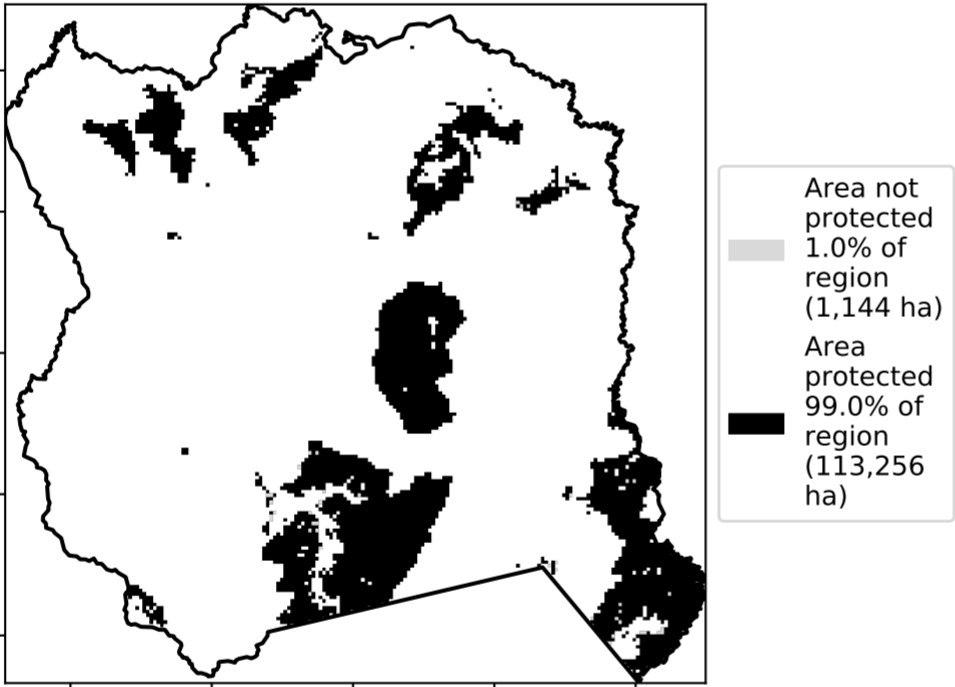 Area not
protected
1.0% of
region
(1,144 ha)
Area
protected
99.0% of
region
(113,256
ha)